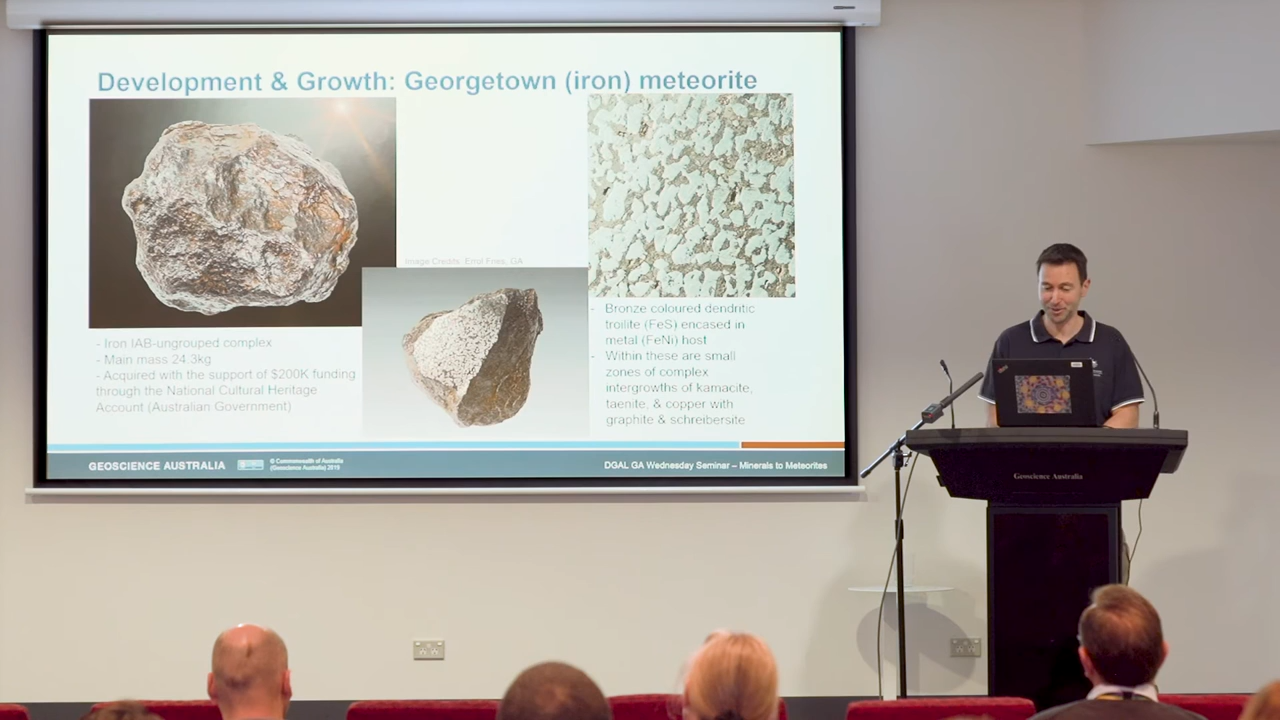 Development & Growth: Georgetown (iron) meteorite
Image Credits: Errol Fries, GA
- Iron IAB-ungrouped complex
- Main mass 24.3kg
- Acquired with the support of $200K funding
through the National Cultural Heritage
Account (Australian Government)
- Bronze coloured dendritic
troilite (FeS) encased in
metal (FeNi) host
- Within these are small
zones of complex
intergrowths of kamacite,
taenite, & copper with
graphite & schreibersite
GEOSCIENCE AUSTRALIA
© Commonwealth of Australia
(Geoscience Australia) 2019
DGAL GA Wednesday Seminar – Minerals to Meteorites
Geoscience Australia